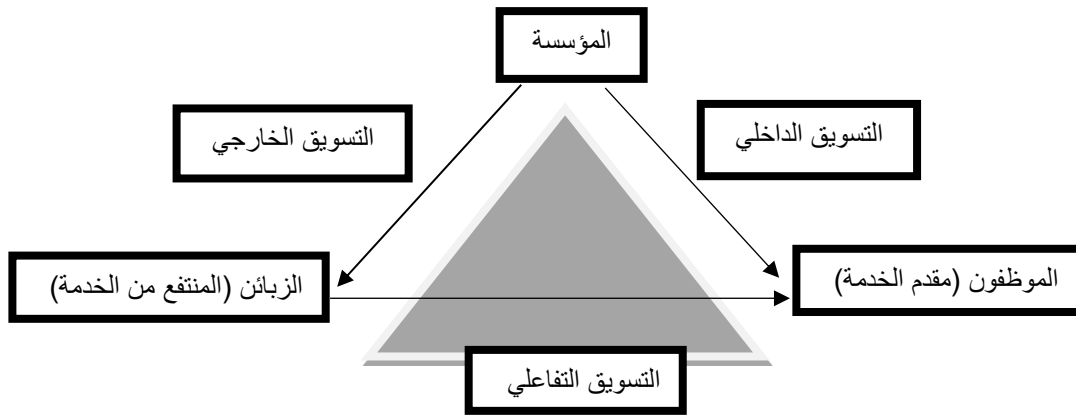 المؤسسة
التسويق الداخلي
التسويق الخارجي
الموظفون (مقدم الخدمة)
الزبائن (المنتفع من الخدمة)
التسويق التفاعلي